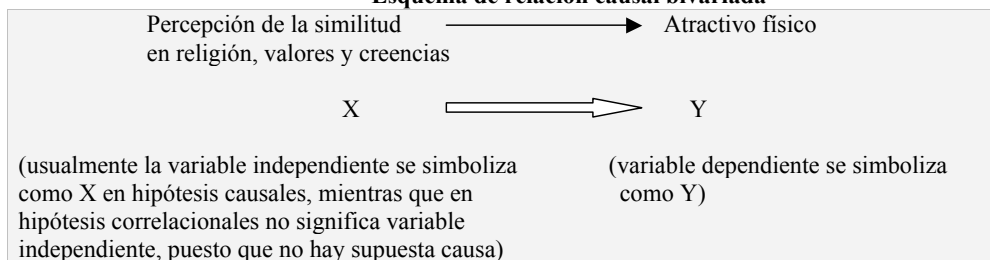 Esquema de relación causal bivariada
Percepción de la similitud Atractivo físico
en religión, valores y creencias
X Y
(usualmente la variable independiente se simboliza (variable dependiente se simboliza
como X en hipótesis causales, mientras que en como Y)
hipótesis correlacionales no significa variable
independiente, puesto que no hay supuesta causa)